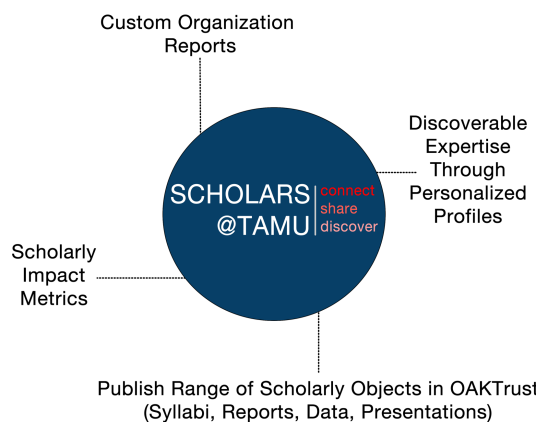 Custom Organization
Reports
Discoverable
Expertise
Through
Personalized
Profiles
SCHOLARS
@TAMU
connect
share
discover
Scholarly
Impact
Metrics
Publish Range of Scholarly Objects in OAKTrust
(Syllabi, Reports, Data, Presentations)